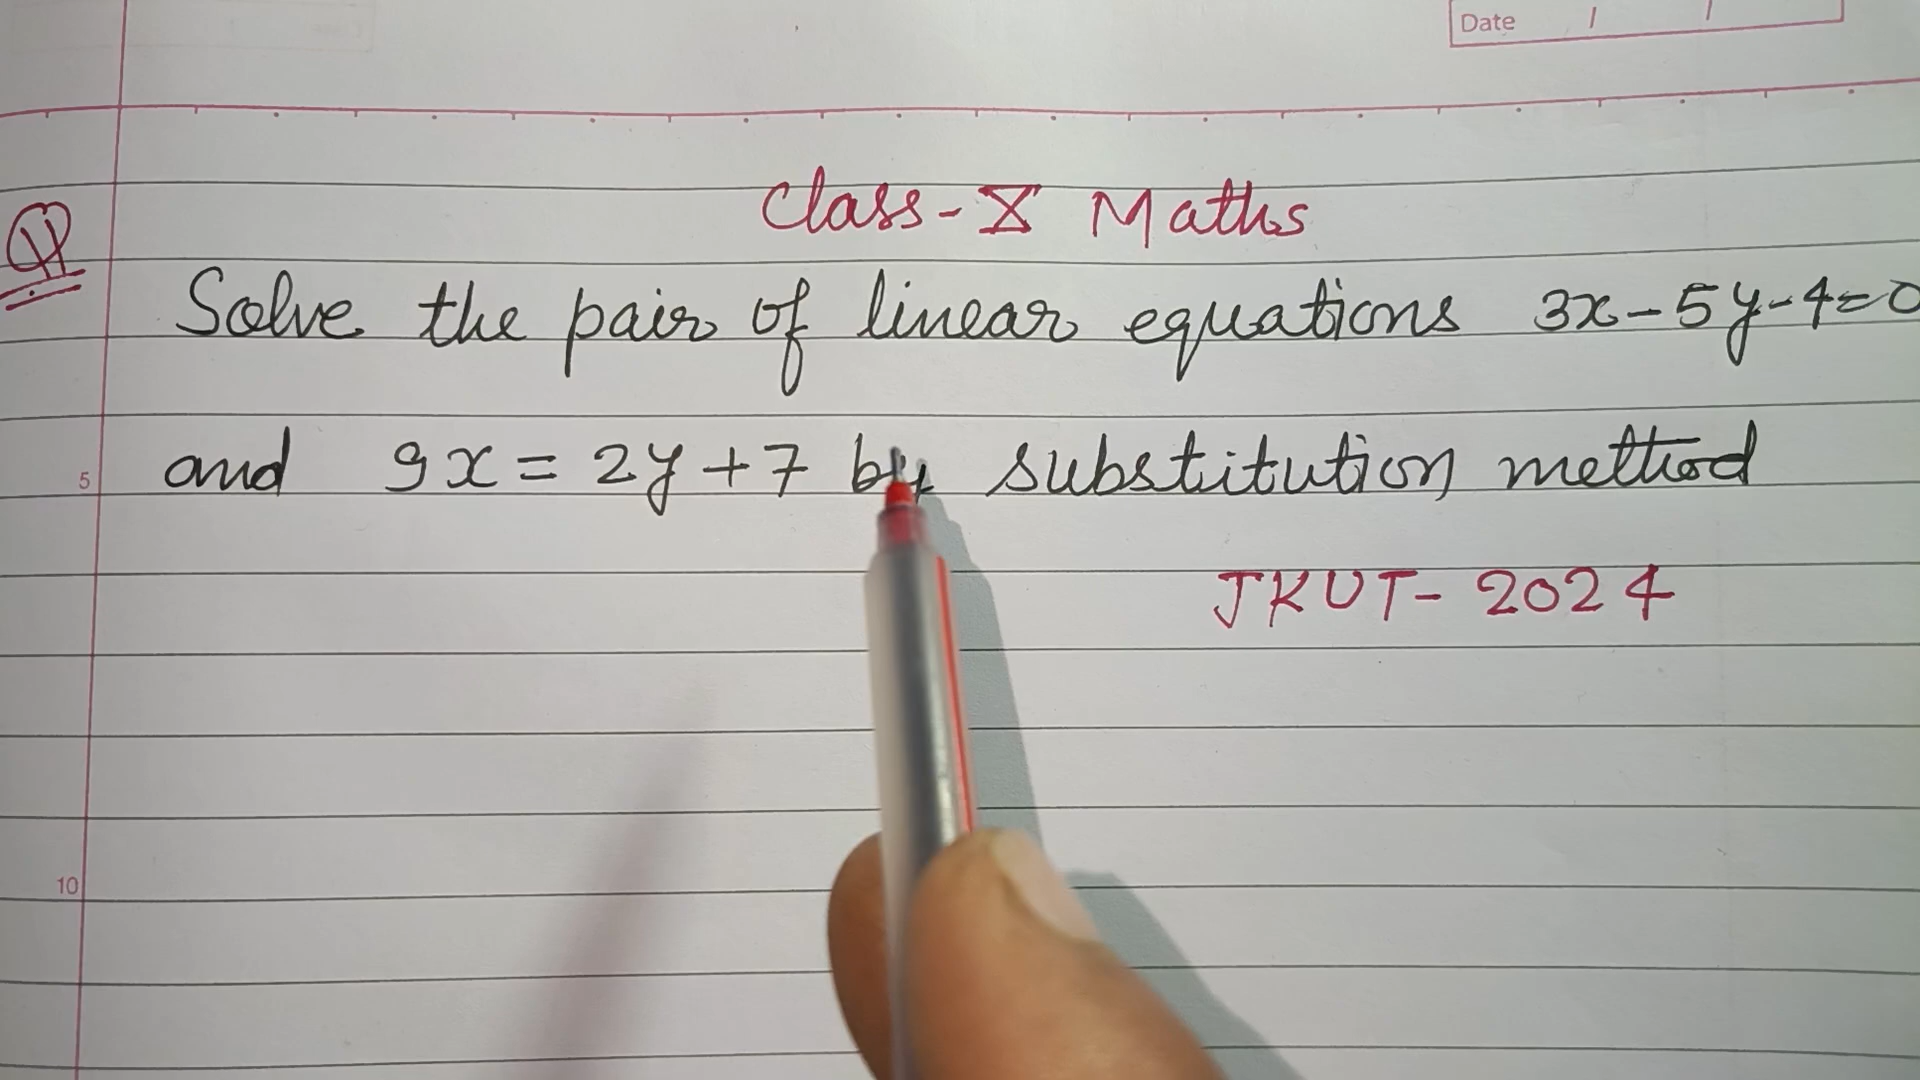 Date / /
Class-X Maths
Q
Solve the pair of linear equations 3x-5y-4=0
5 and 9x = 2y + 7 by substitution method
JKUT- 2024
10